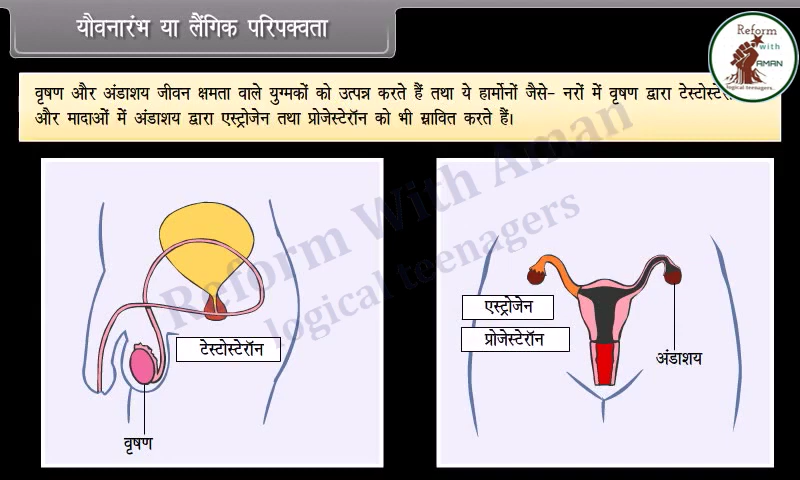 यौवनारंभ या लैंगिक परिपक्वता
Reform
with
AMAN
logical teenagers.
वृषण और अंडाशय जीवन क्षमता वाले युग्मकों को उत्पन्न करते हैं तथा ये हार्मोनों जैसे- नरों में वृषण द्वारा
और मादाओं में अंडाशय द्वारा एस्ट्रोजेन तथा प्रोजेस्टेरॉन को भी स्रावित करते हैं।
Reform With Aman
logical teenagers
टेस्टोस्टेरॉन
वृषण
एस्ट्रोजेन
प्रोजेस्टेरॉन
अंडाशय